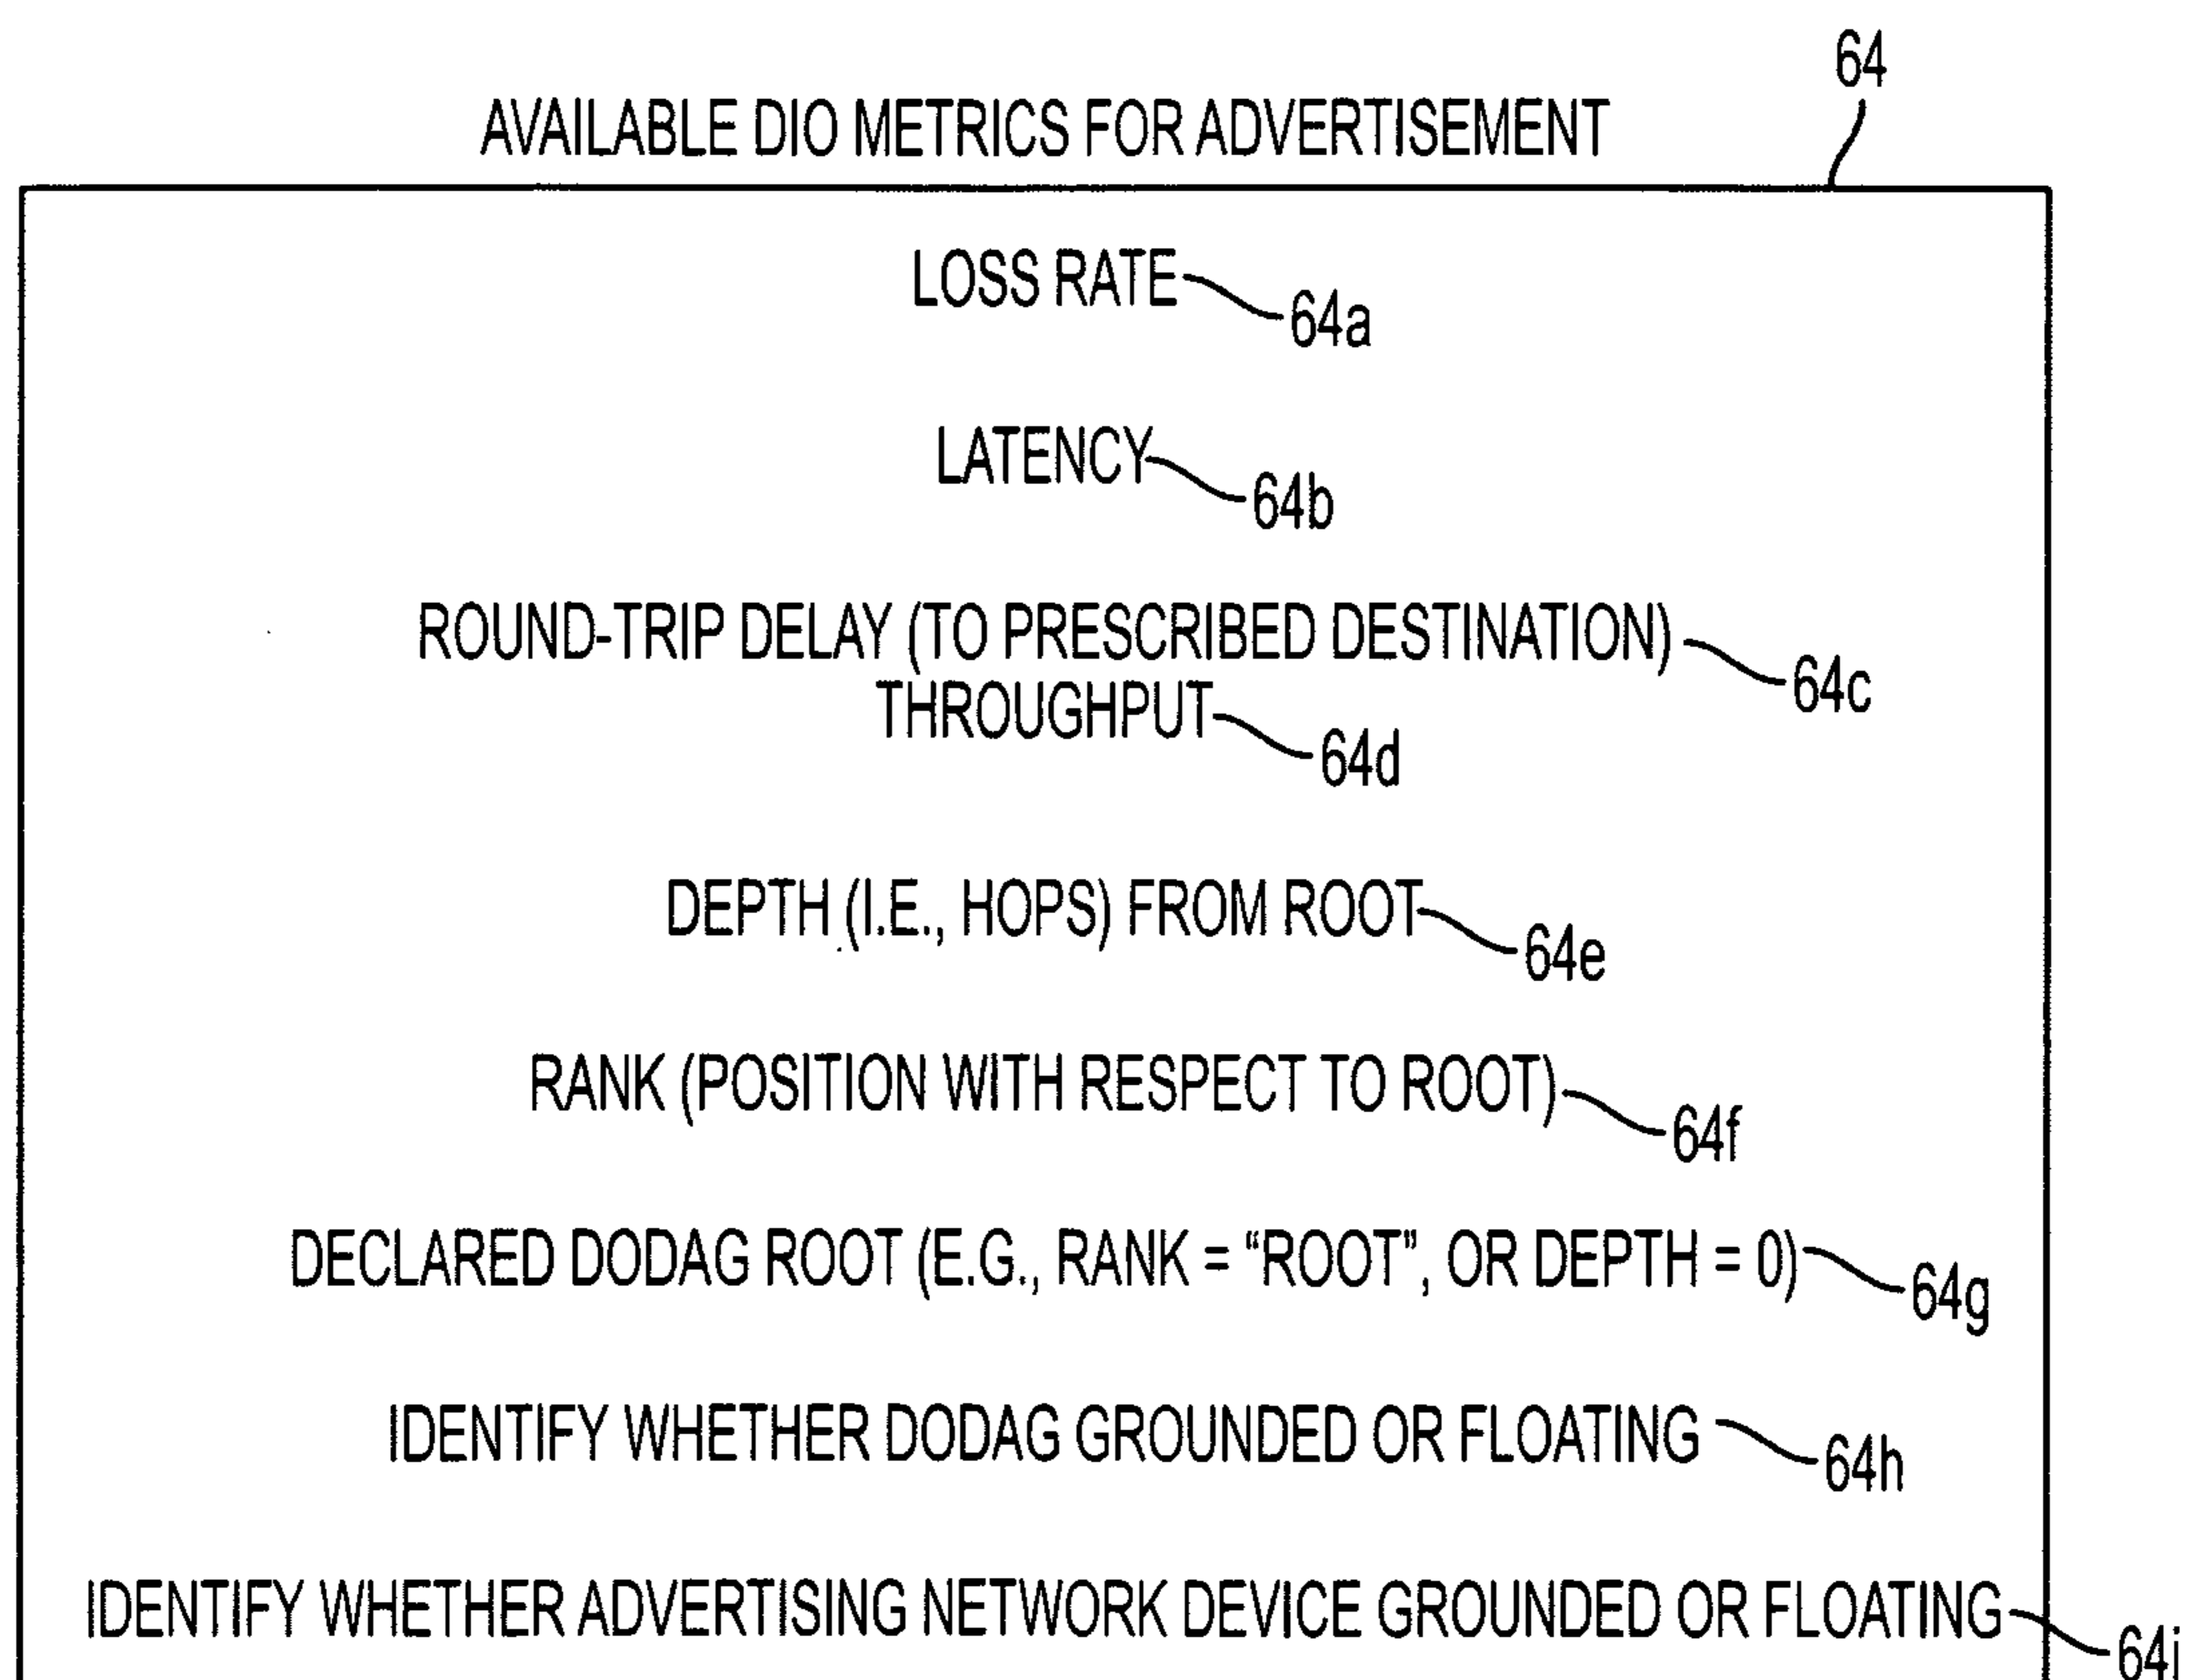 64
AVAILABLE DIO METRICS FOR ADVERTISEMENT
LOSS RATE 64a
LATENCY 64b
ROUND-TRIP DELAY (TO PRESCRIBED DESTINATION) 64c
THROUGHPUT 64d
DEPTH (I.E., HOPS) FROM ROOT 64e
RANK (POSITION WITH RESPECT TO ROOT) 64f
DECLARED DODAG ROOT (E.G., RANK = “ROOT”, OR DEPTH = 0) 64g
IDENTIFY WHETHER DODAG GROUNDED OR FLOATING 64h
IDENTIFY WHETHER ADVERTISING NETWORK DEVICE GROUNDED OR FLOATING 64i